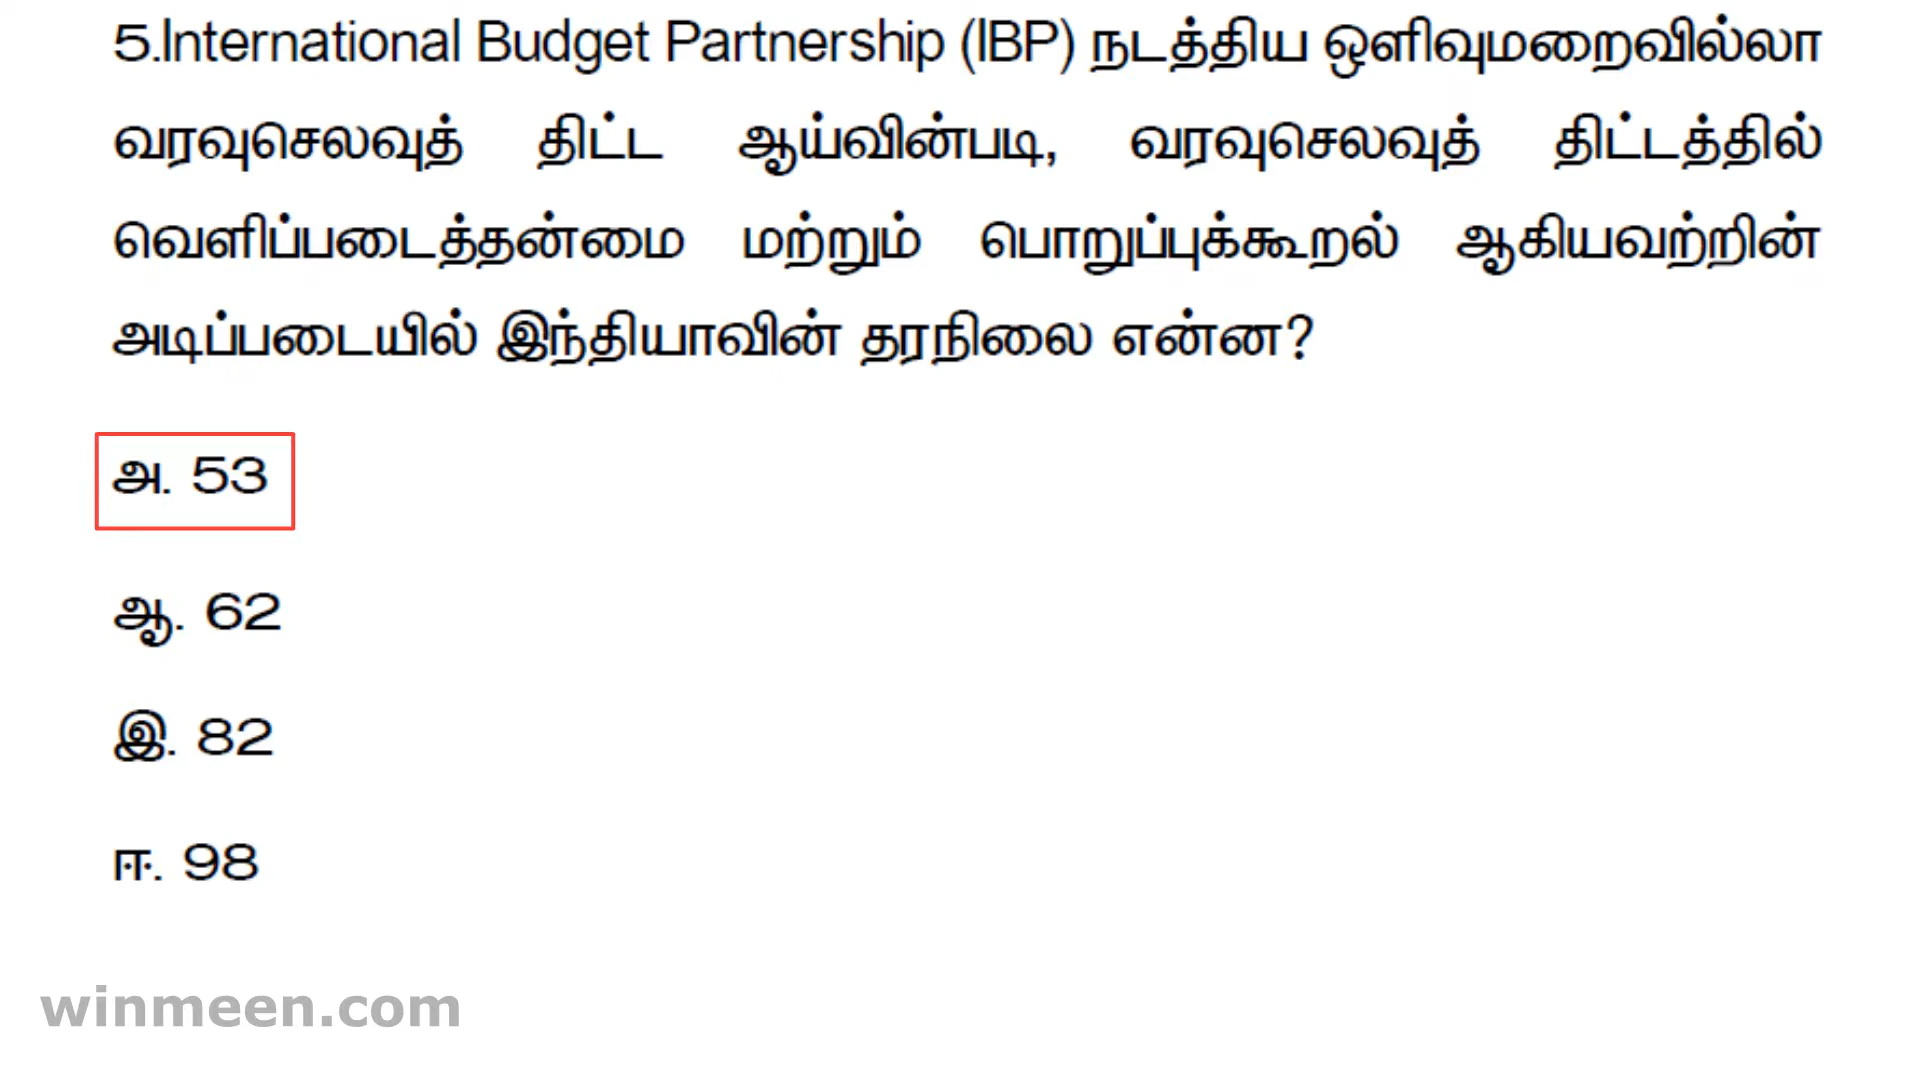 5.International Budget Partnership (IBP) நடத்திய ஒளிவுமறைவில்லா
வரவுசெலவுத் திட்ட ஆய்வின்படி, வரவுசெலவுத் திட்டத்தில்
வெளிப்படைத்தன்மை மற்றும் பொறுப்புக்கூறல் ஆகியவற்றின்
அடிப்படையில் இந்தியாவின் தரநிலை என்ன?
அ. 53
ஆ. 62
இ. 82
ஈ. 98
winmeen.com